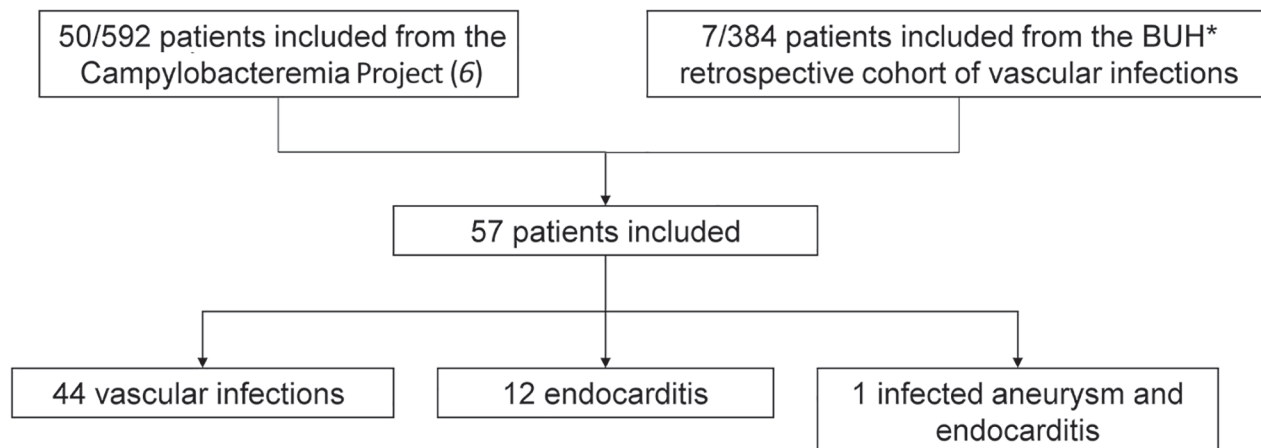 50/592 patients included from the
Campylobacteremia Project (6)
7/384 patients included from the BUH*
retrospective cohort of vascular infections
57 patients included
44 vascular infections
12 endocarditis
1 infected aneurysm and
endocarditis